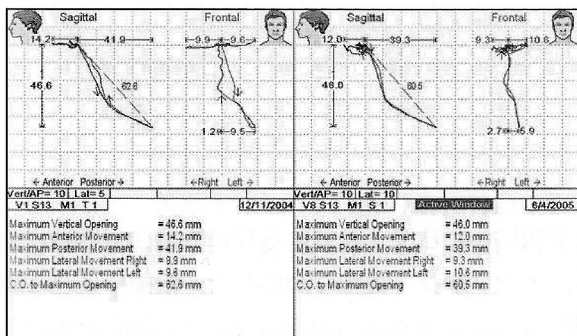 Sagittal Frontal
14.2 41.9 9.9 9.6
46.6 62.6
1.2 9.5
← Anterior Posterior → ←Right Left→
Vert/AP= 10 Lat= 5
V1 S13 M1 T 1 12/11/2004
Maximum Vertical Opening = 46.6 mm
Maximum Anterior Movement = 14.2 mm
Maximum Posterior Movement = 41.9 mm
Maximum Lateral Movement Right = 9.9 mm
Maximum Lateral Movement Left = 9.6 mm
C.O. to Maximum Opening = 62.6 mm
Sagittal Frontal
12.0 39.3 9.3 10.6
46.0 60.5
2.7 5.9
← Anterior Posterior → ←Right Left→
Vert/AP= 10 Lat= 10
V8 S13 M1 S 1 Active Window 6/4/2005
Maximum Vertical Opening = 46.0 mm
Maximum Anterior Movement = 12.0 mm
Maximum Posterior Movement = 39.3 mm
Maximum Lateral Movement Right = 9.3 mm
Maximum Lateral Movement Left = 10.6 mm
C.O. to Maximum Opening = 60.5 mm